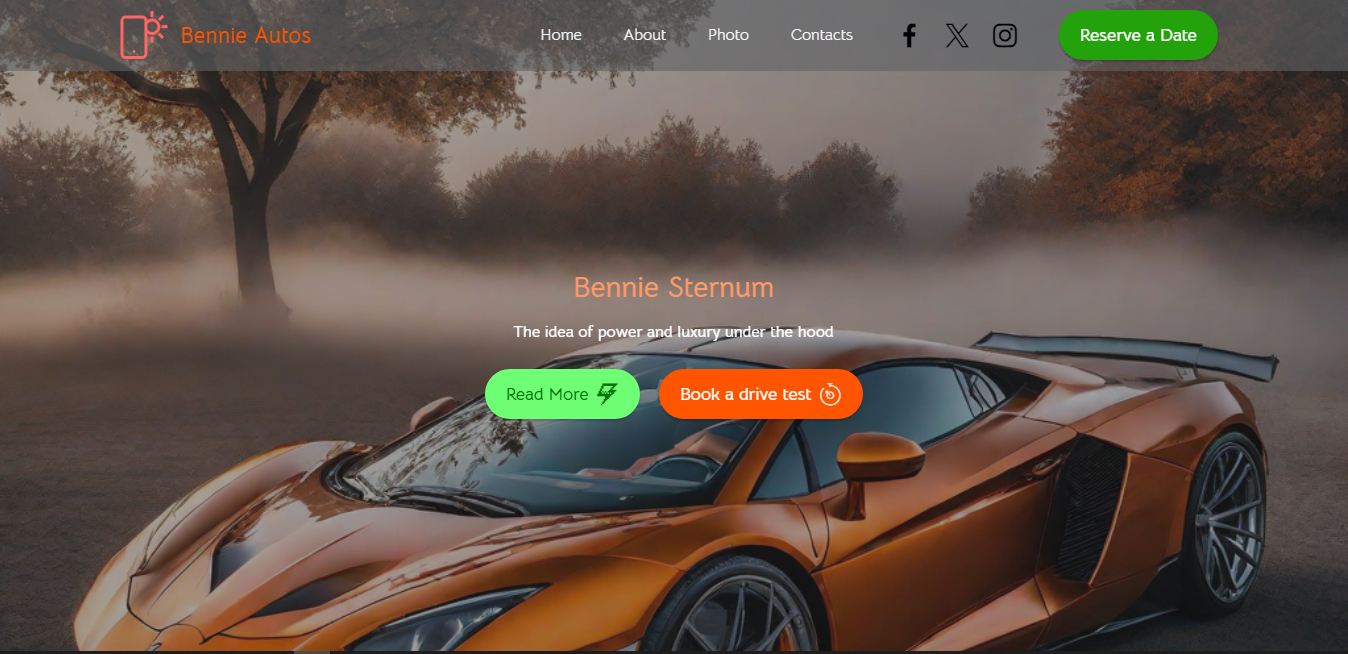 Bennie Autos
Home About Photo Contacts
Reserve a Date
Bennie Sternum
The idea of power and luxury under the hood
Read More
Book a drive test